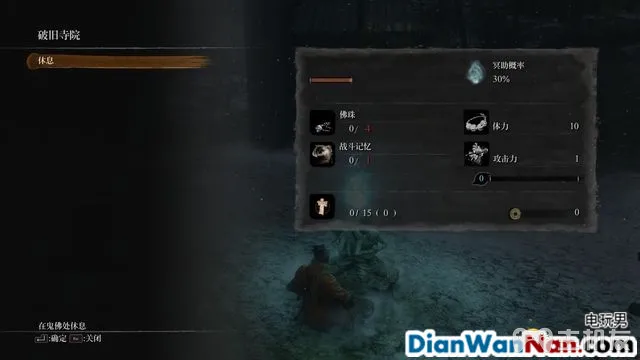 破旧寺院
休息
冥助概率
30%
佛珠
0/ 4
体力
10
战斗记忆
0/ 1
攻击力
1
0
0/ 15 ( 0 )
0
在鬼佛处休息
:确定
Esc
:关闭
电玩男
DianWanNan.com